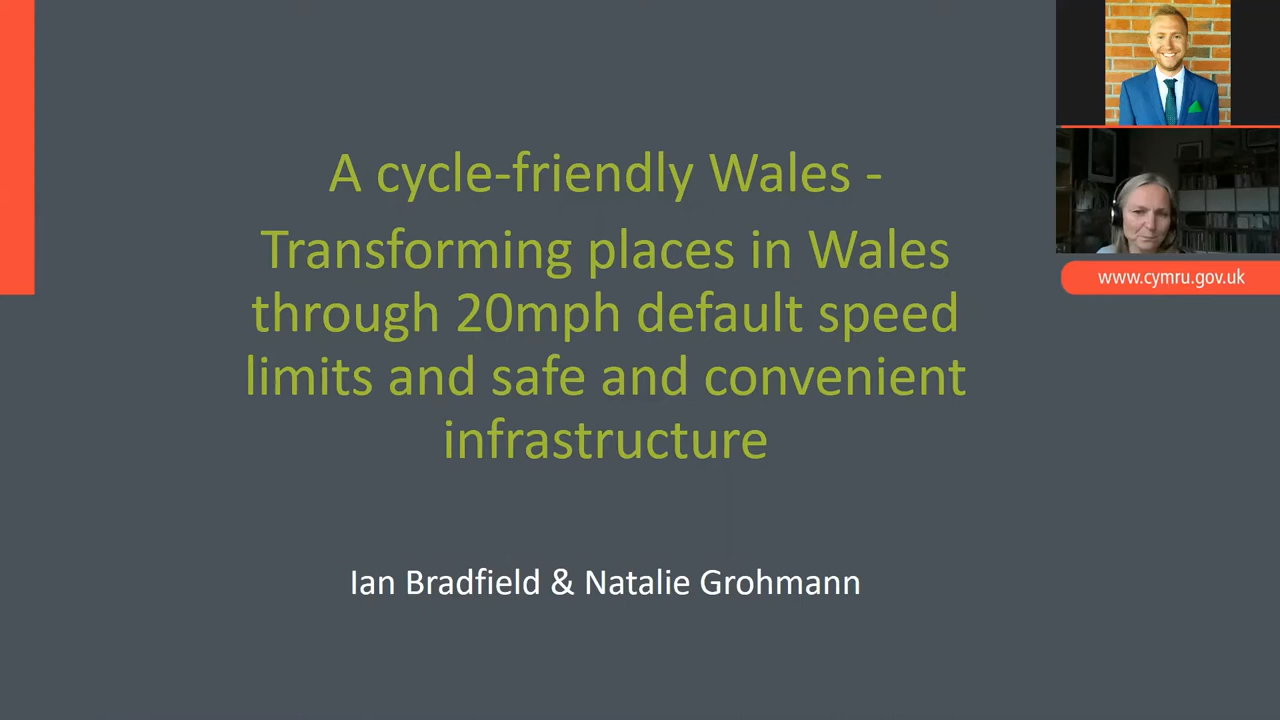 A cycle-friendly Wales -
Transforming places in Wales
through 20mph default speed
limits and safe and convenient
infrastructure
Ian Bradfield & Natalie Grohmann
www.cymru.gov.uk